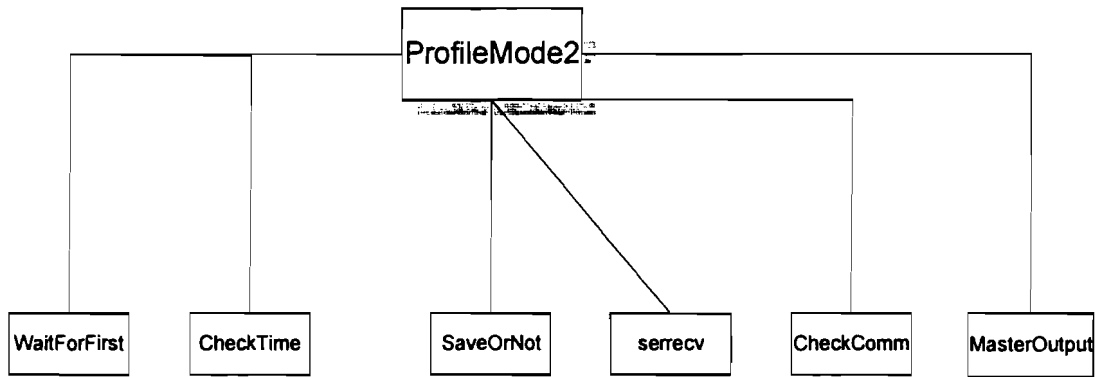 ProfileMode2
WaitForFirst
CheckTime
SaveOrNot
serrecv
CheckComm
MasterOutput